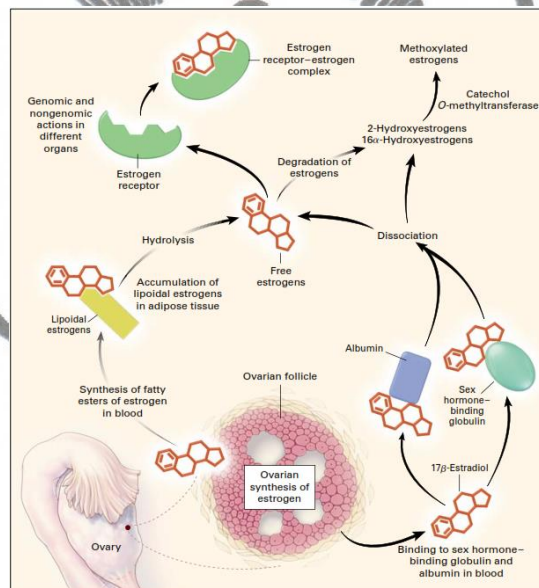 Estrogen
receptor–estrogen
complex
Methoxylated
estrogens
Catechol
O-methyltransferase
Genomic and
nongenomic
actions in
different
organs
2-Hydroxyestrogens
16α-Hydroxyestrogens
Estrogen
receptor
Degradation of
estrogens
Hydrolysis
Dissociation
Free
estrogens
Accumulation of
lipoidal estrogens
in adipose tissue
Lipoidal
estrogens
Albumin
Ovarian follicle
Sex
hormone–
binding
globulin
Synthesis of fatty
esters of estrogen
in blood
17β-Estradiol
Ovarian
synthesis of
estrogen
Ovary
Binding to sex hormone–
binding globulin and
albumin in blood